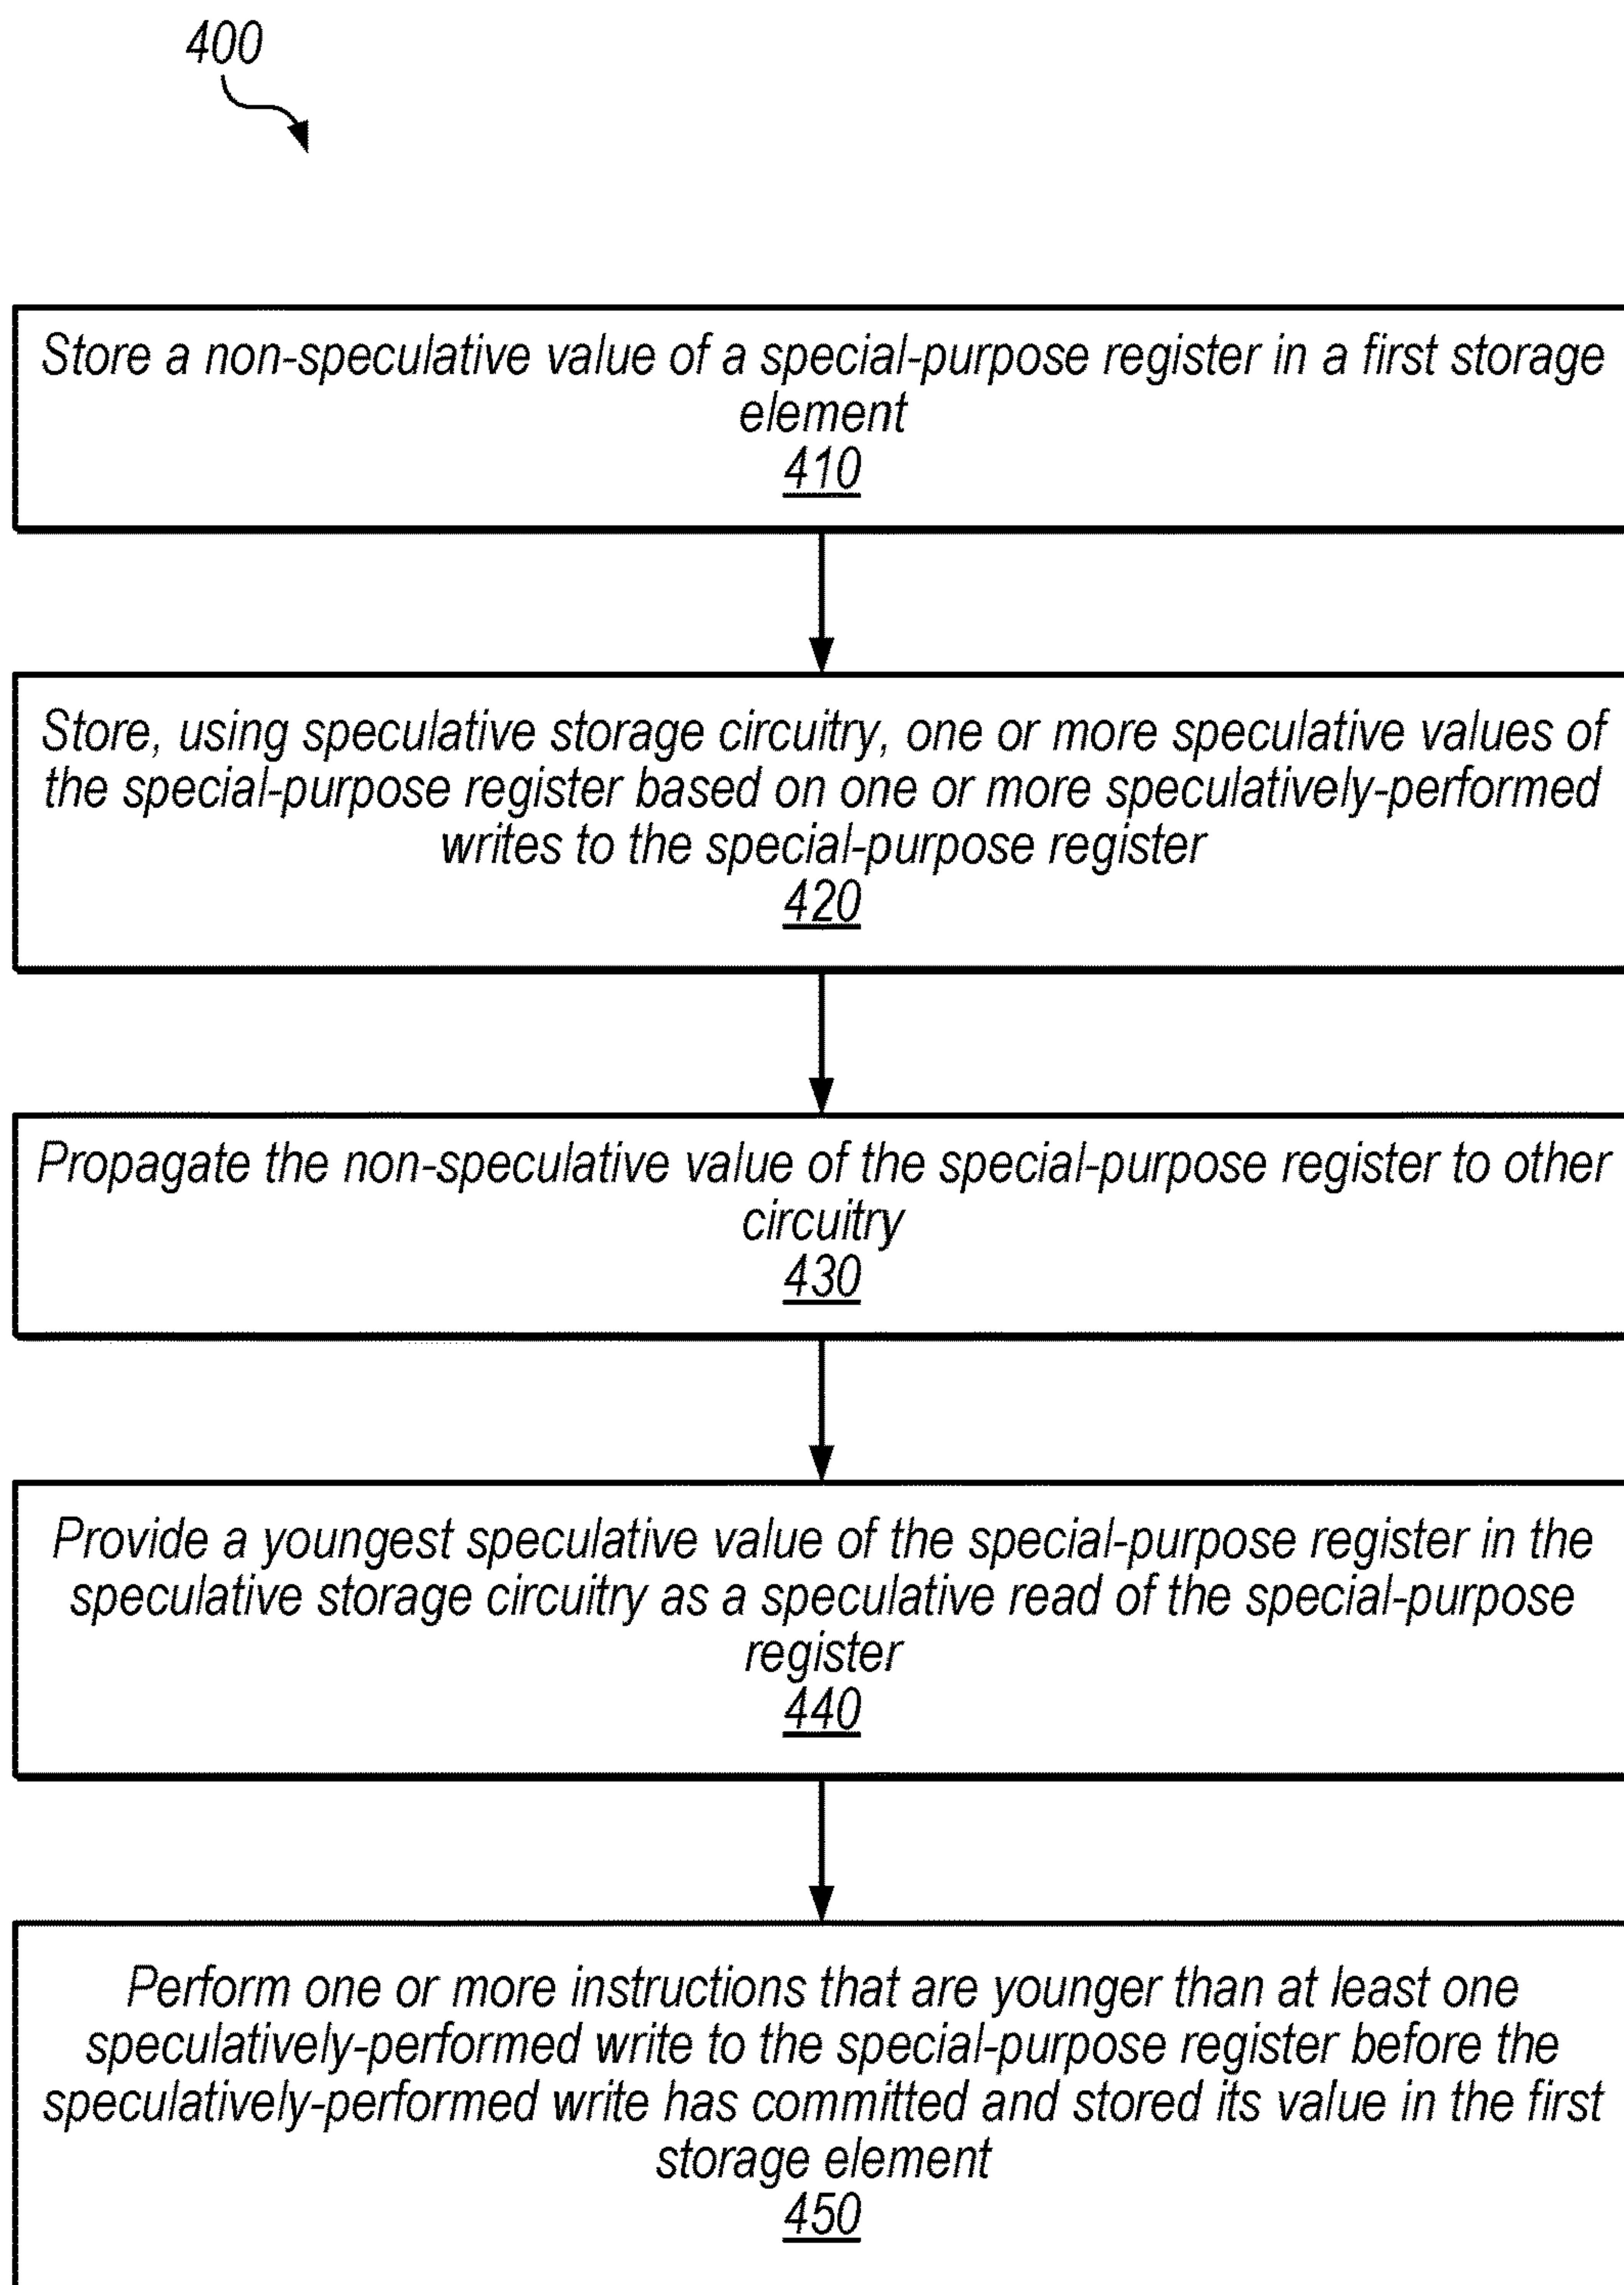 400
Store a non-speculative value of a special-purpose register in a first storage
element
410
Store, using speculative storage circuitry, one or more speculative values of
the special-purpose register based on one or more speculatively-performed
writes to the special-purpose register
420
Propagate the non-speculative value of the special-purpose register to other
circuitry
430
Provide a youngest speculative value of the special-purpose register in the
speculative storage circuitry as a speculative read of the special-purpose
register
440
Perform one or more instructions that are younger than at least one
speculatively-performed write to the special-purpose register before the
speculatively-performed write has committed and stored its value in the first
storage element
450